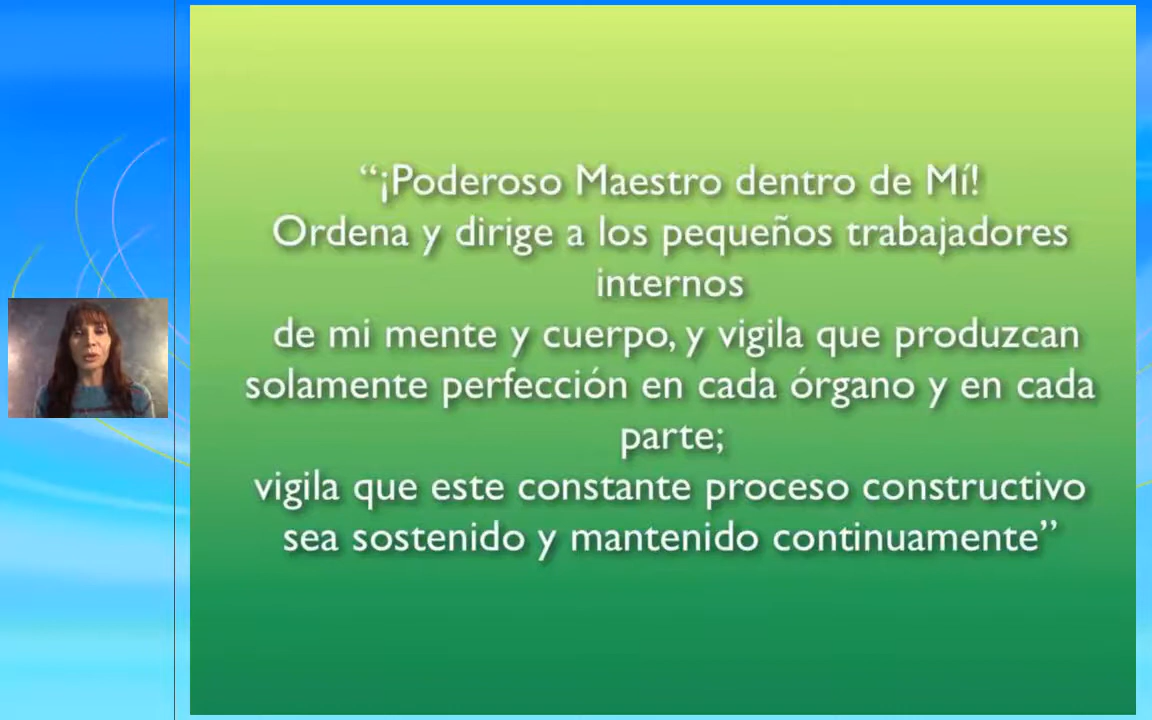 “¡Poderoso Maestro dentro de Mí!
Ordena y dirige a los pequeños trabajadores
internos
de mi mente y cuerpo, y vigila que produzcan
solamente perfección en cada órgano y en cada
parte;
vigila que este constante proceso constructivo
sea sostenido y mantenido continuamente”